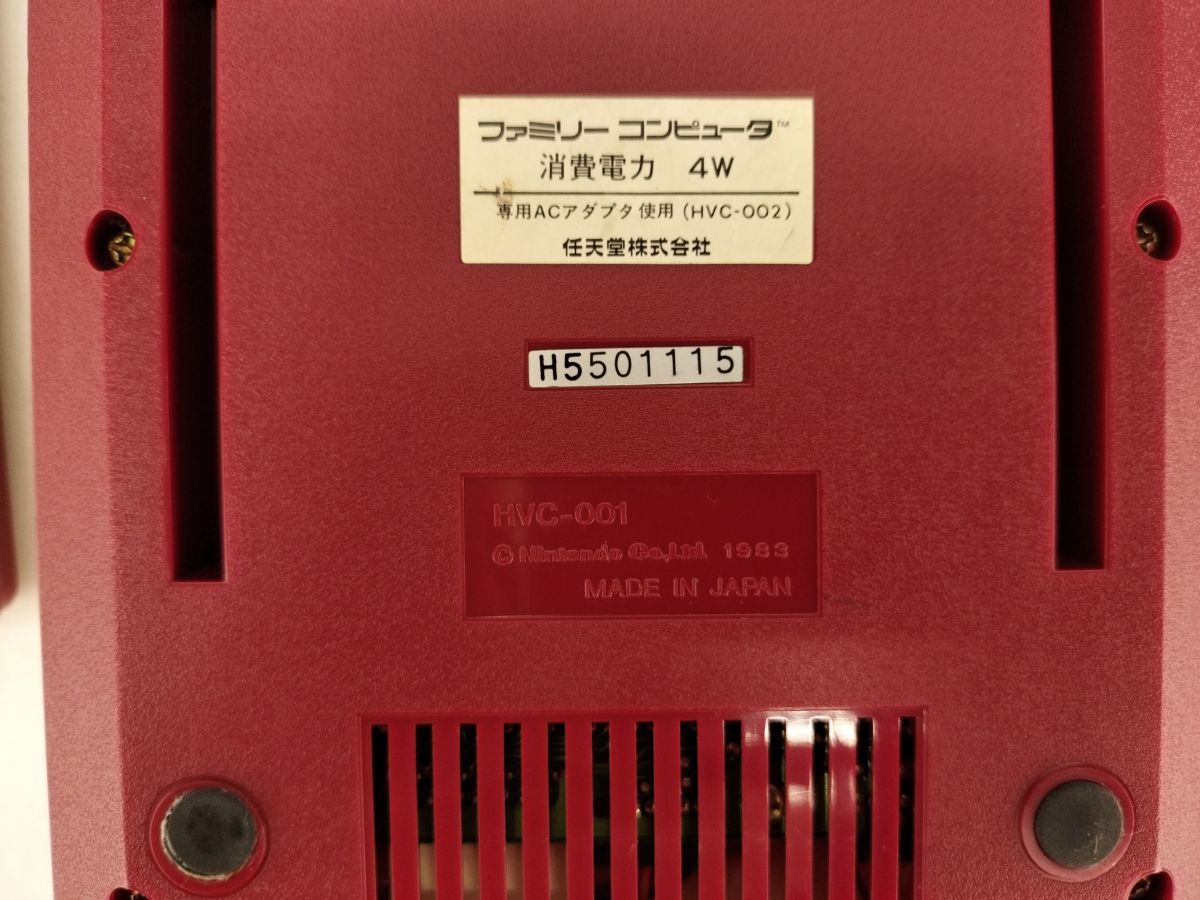 ファミリー コンピュータ™
消費電力 4W
専用ACアダプタ使用(HVC-002)
任天堂株式会社
H5501115
HVC-001
© Nintendo Co.,Ltd. 1983
MADE IN JAPAN